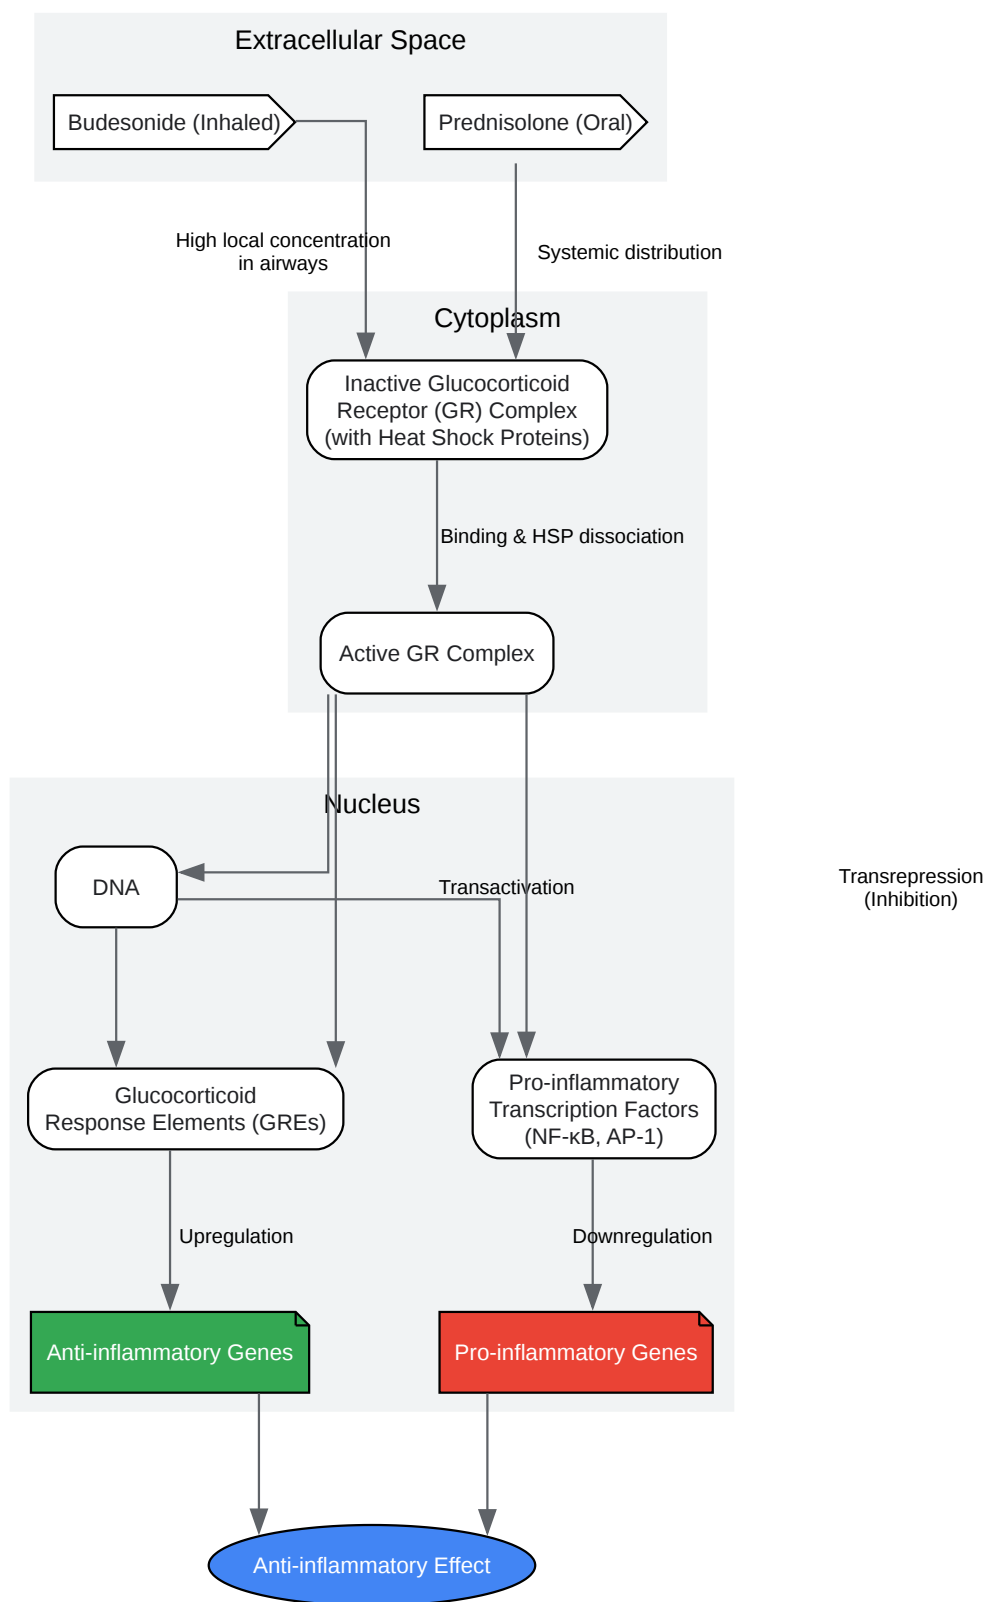 Extracellular Space
Budesonide (Inhaled)
Prednisolone (Oral)
High local concentration
in airways
Systemic distribution
Cytoplasm
Inactive Glucocorticoid
Receptor (GR) Complex
(with Heat Shock Proteins)
Binding & HSP dissociation
Active GR Complex
Nucleus
DNA
Transactivation
Transrepression
(Inhibition)
Glucocorticoid
Response Elements (GREs)
Pro-inflammatory
Transcription Factors
(NF-κB, AP-1)
Upregulation
Downregulation
Anti-inflammatory Genes
Pro-inflammatory Genes
Anti-inflammatory Effect